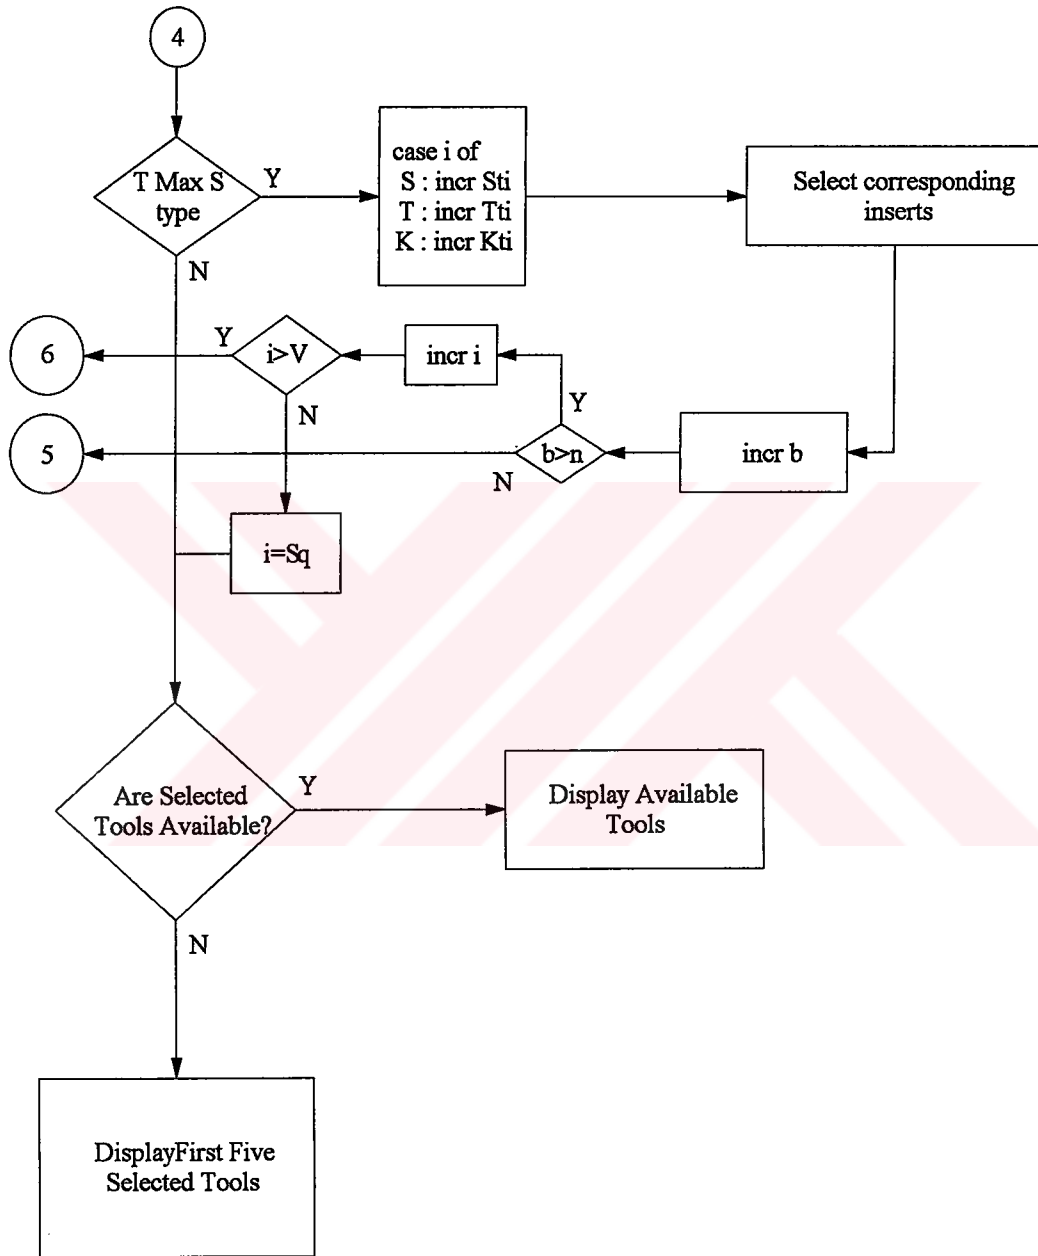 4
T Max S
type
Y
N
case i of
S : incr Sti
T : incr Tti
K : incr Kti
Select corresponding
inserts
6
Y
i>V
N
incr i
Y
5
N
b>n
incr b
i=Sq
Are Selected
Tools Available?
Y
N
Display Available
Tools
DisplayFirst Five
Selected Tools